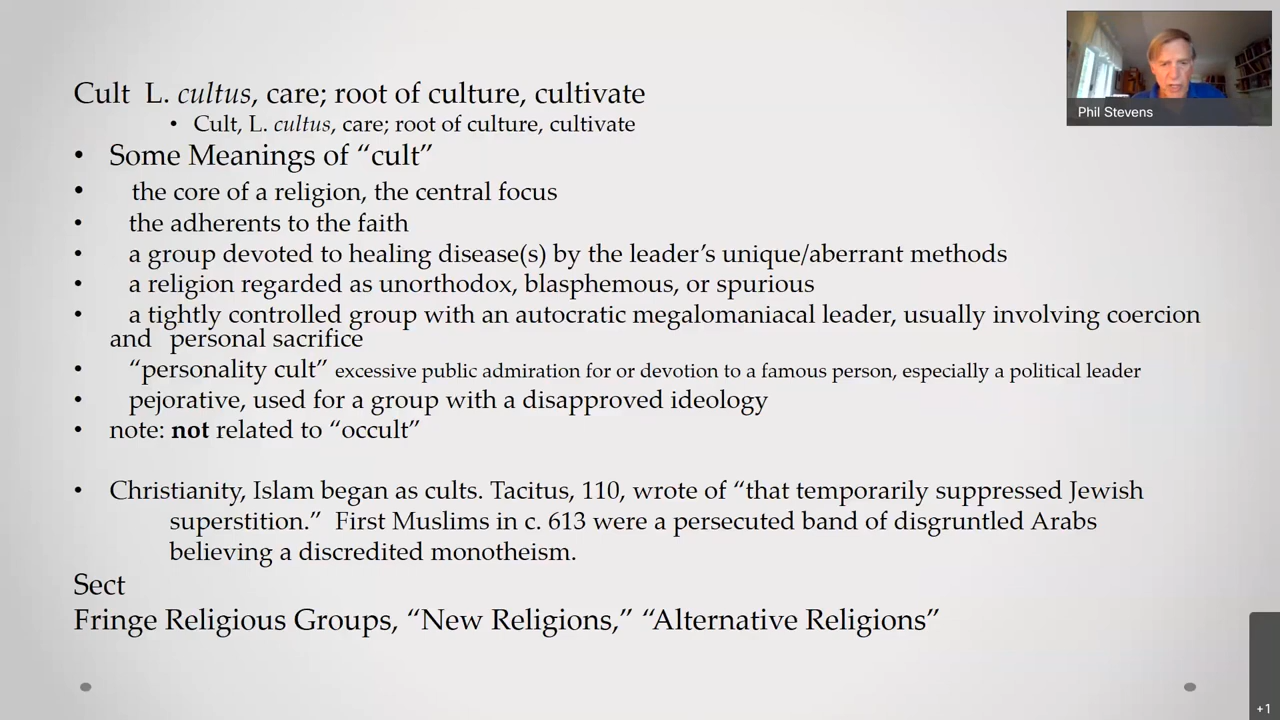 Phil Stevens
Cult L. cultus, care; root of culture, cultivate
• Cult, L. cultus, care; root of culture, cultivate
• Some Meanings of “cult”
• the core of a religion, the central focus
• the adherents to the faith
• a group devoted to healing disease(s) by the leader’s unique/aberrant methods
• a religion regarded as unorthodox, blasphemous, or spurious
• a tightly controlled group with an autocratic megalomaniacal leader, usually involving coercion
and personal sacrifice
• “personality cult” excessive public admiration for or devotion to a famous person, especially a political leader
• pejorative, used for a group with a disapproved ideology
• note: not related to “occult”
• Christianity, Islam began as cults. Tacitus, 110, wrote of “that temporarily suppressed Jewish
superstition.” First Muslims in c. 613 were a persecuted band of disgruntled Arabs
believing a discredited monotheism.
Sect
Fringe Religious Groups, “New Religions,” “Alternative Religions”
+1